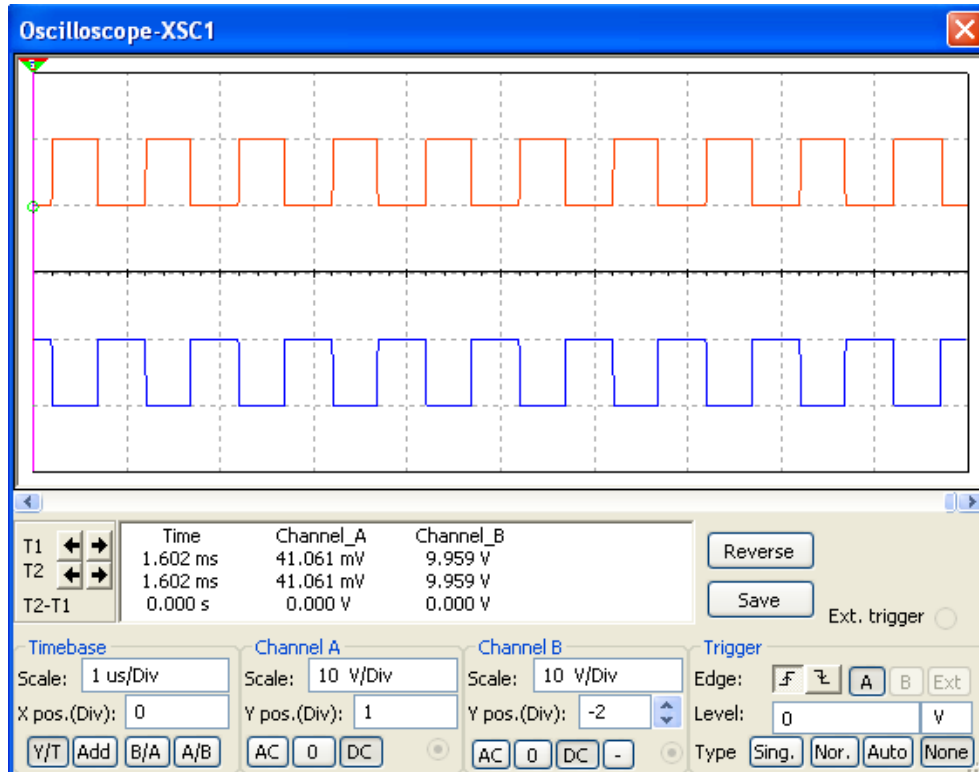 Oscilloscope-XSC1
3
T1
T2
T2-T1
Time Channel_A Channel_B
1.602 ms 41.061 mV 9.959 V
1.602 ms 41.061 mV 9.959 V
0.000 s 0.000 V 0.000 V
Reverse
Save
Ext. trigger
Timebase
Scale: 1 us/Div
X pos.(Div): 0
Y/T Add B/A A/B
Channel A
Scale: 10 V/Div
Y pos.(Div): 1
AC 0 DC
Channel B
Scale: 10 V/Div
Y pos.(Div): -2
AC 0 DC -
Trigger
Edge: A B Ext
Level: 0 V
Type Sing. Nor. Auto None